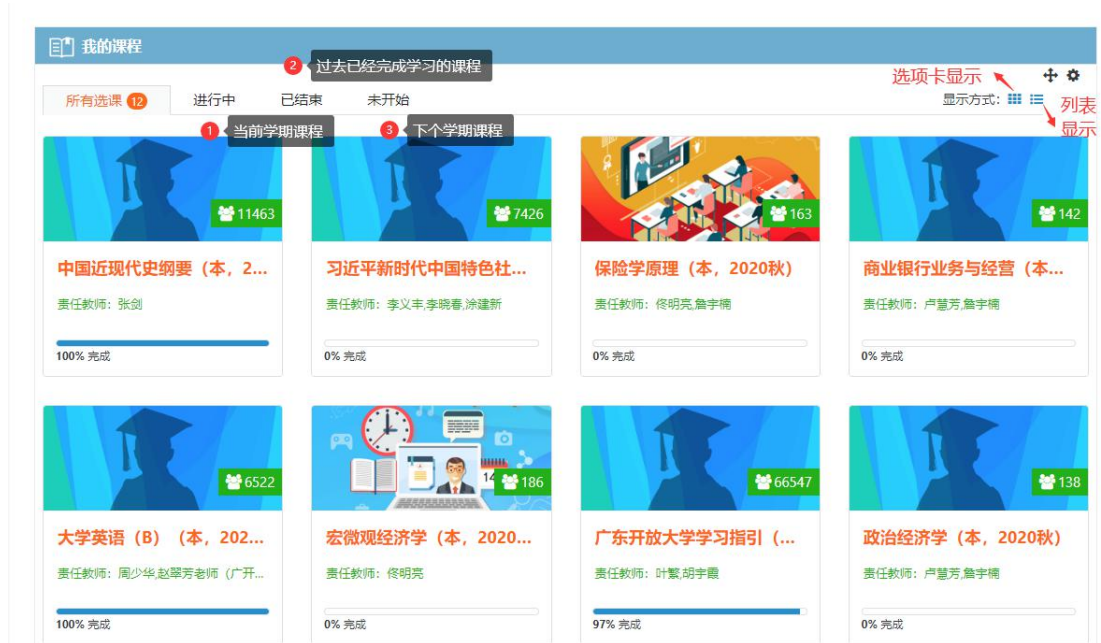 我的课程
2 过去已经完成学习的课程
选项卡显示
所有选课 12 进行中 已结束 未开始
显示方式：
列表
显示
1 当前学期课程
3 下个学期课程
11463
7426
163
142
中国近现代史纲要（本，2...
习近平新时代中国特色社...
保险学原理（本，2020秋）
商业银行业务与经营（本...
责任教师：张剑
责任教师：李义丰,李晓春,涂建新
责任教师：佟明亮,詹宇楠
责任教师：卢慧芳,詹宇楠
100% 完成
0% 完成
0% 完成
0% 完成
6522
14
186
66547
138
大学英语（B）（本，202...
宏微观经济学（本，2020...
广东开放大学学习指引（...
政治经济学（本，2020秋）
责任教师：周少华,赵翠芳老师（广开...
责任教师：佟明亮
责任教师：叶繁,胡宇霞
责任教师：卢慧芳,詹宇楠
100% 完成
0% 完成
97% 完成
0% 完成